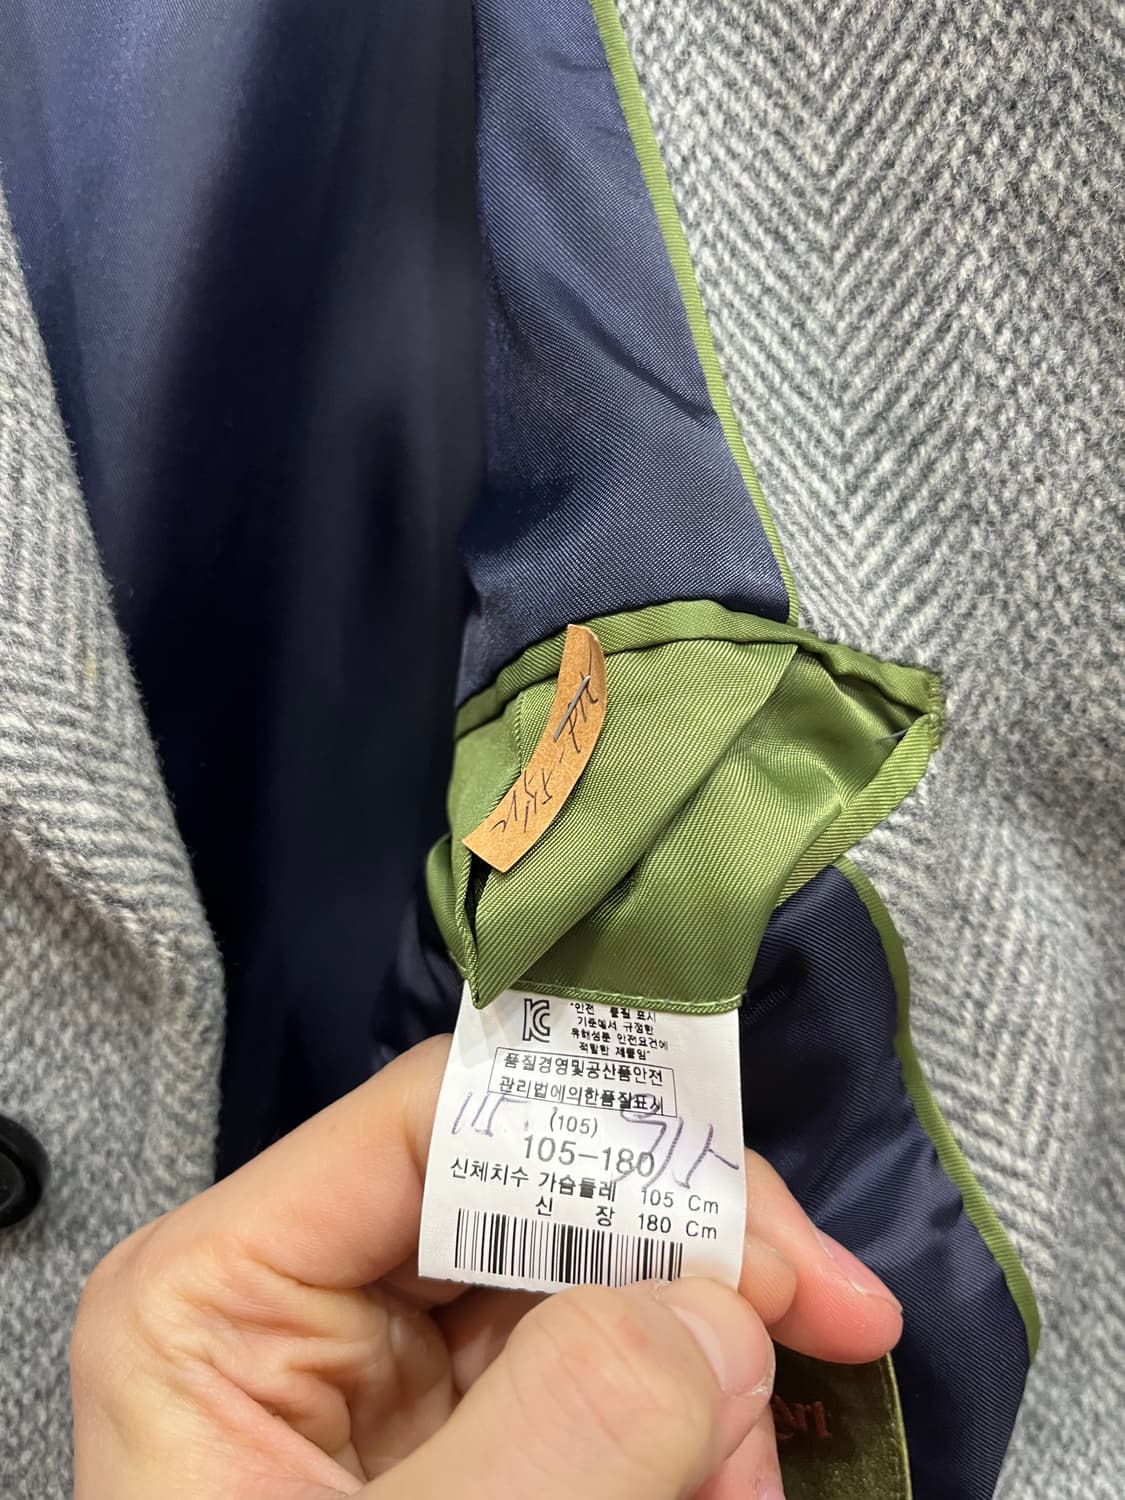 KC
"안전 품질 표시
기준에서 규정한
유해성분 안전요건에
적합한 제품임"
품질경영및공산품안전
관리법에의한품질표시
(105)
105-180
신체치수 가슴둘레 105 Cm
신 장 180 Cm